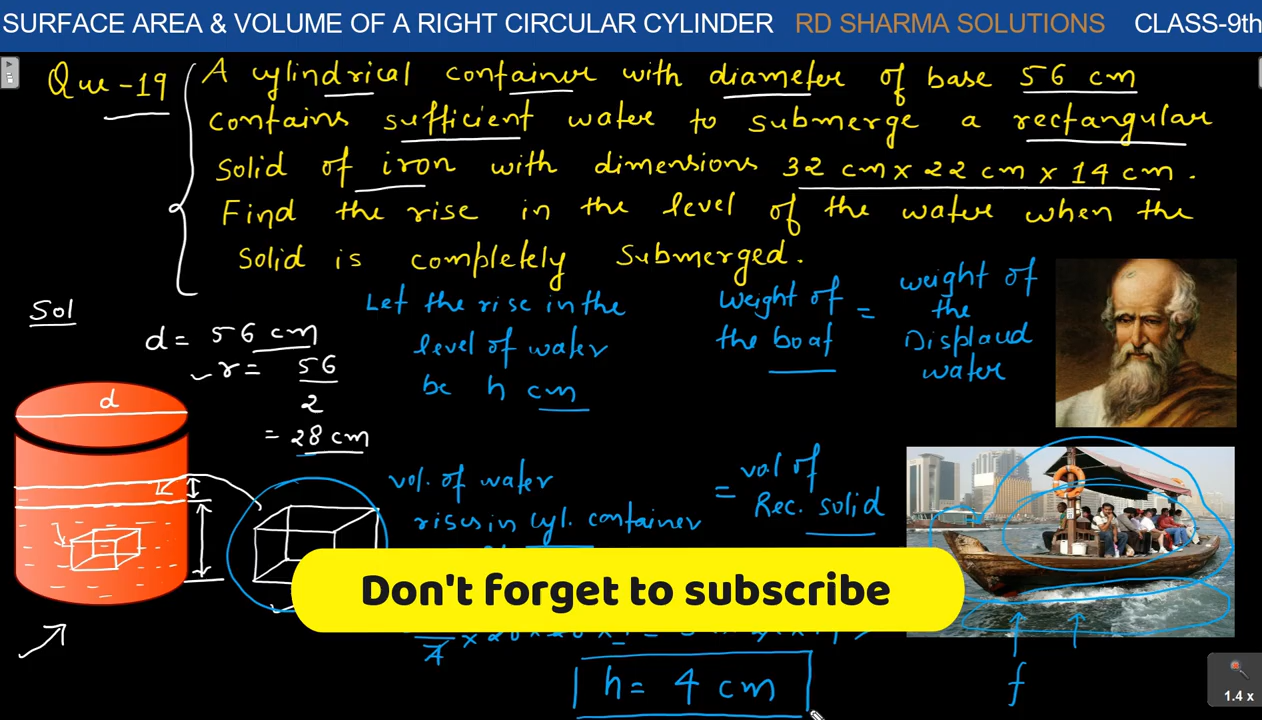 SURFACE AREA & VOLUME OF A RIGHT CIRCULAR CYLINDER RD SHARMA SOLUTIONS CLASS-9th
Que-19
A cylindrical container with diameter of base 56 cm
contains sufficient water to submerge a rectangular
solid of iron with dimensions 32 cm x 22 cm x 14 cm.
Find the rise in the level of the water when the
solid is completely submerged.
Sol
d = 56 cm
r = 56
2
= 28 cm
d
Let the rise in the
level of water
be h cm
weight of
the boat
=
weight of
the
Displaced
water
vol. of water
rises in cyl. container
= vol of
Rec. solid
Don't forget to subscribe
h = 4 cm
f
1.4 x